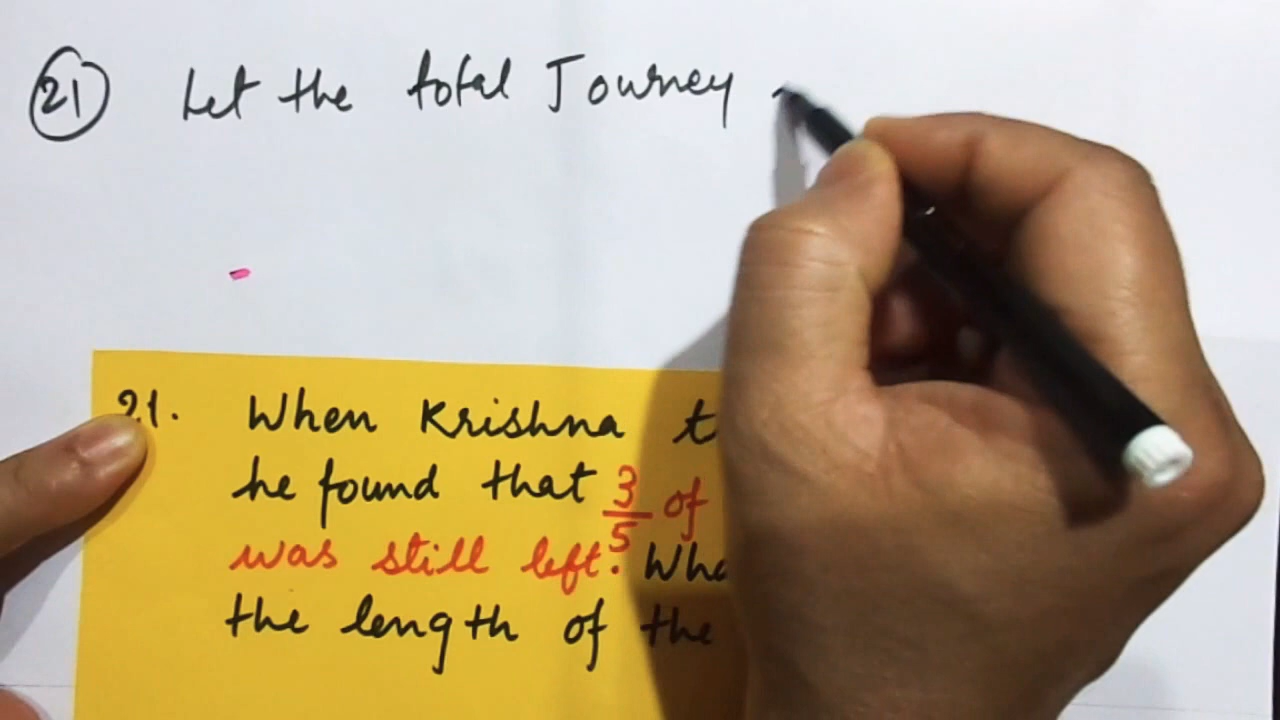 21 Let the total Journey
21. When Krishna t
he found that 3/5 of
was still left. Wha
the length of the